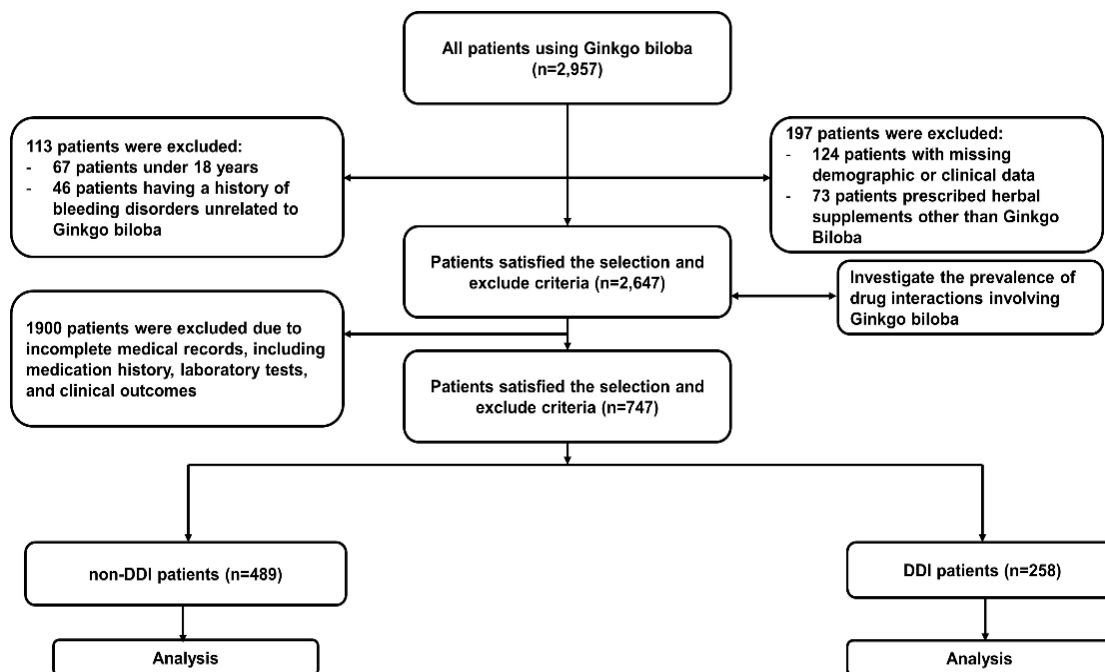 All patients using Ginkgo biloba
(n=2,957)
113 patients were excluded:
- 67 patients under 18 years
- 46 patients having a history of
bleeding disorders unrelated to
Ginkgo biloba
197 patients were excluded:
- 124 patients with missing
demographic or clinical data
- 73 patients prescribed herbal
supplements other than Ginkgo
Biloba
Patients satisfied the selection and
exclude criteria (n=2,647)
Investigate the prevalence of
drug interactions involving
Ginkgo biloba
1900 patients were excluded due to
incomplete medical records, including
medication history, laboratory tests,
and clinical outcomes
Patients satisfied the selection and
exclude criteria (n=747)
non-DDI patients (n=489)
DDI patients (n=258)
Analysis
Analysis